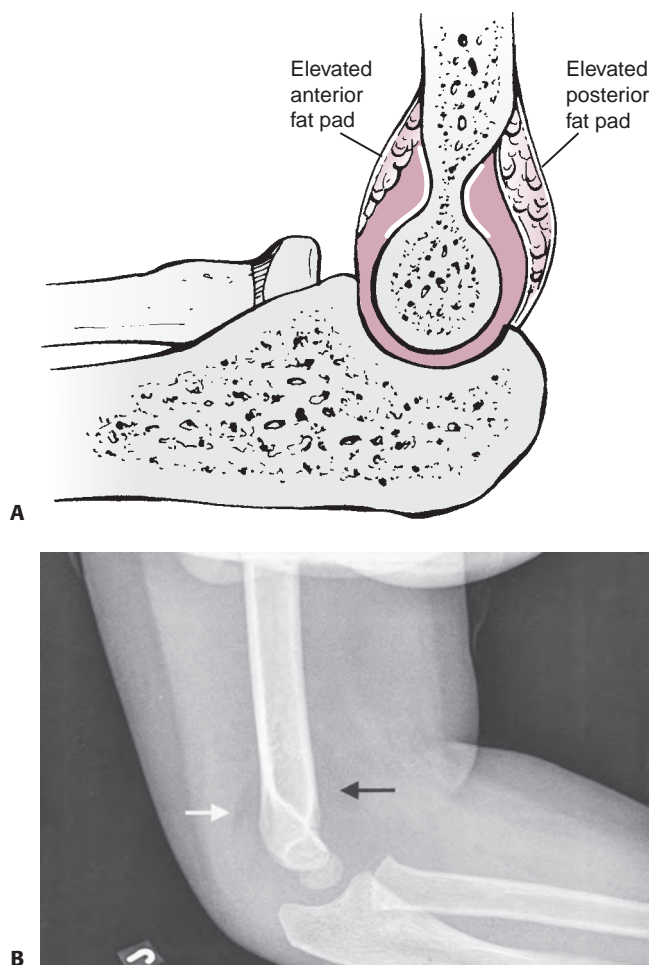 Elevated
anterior
fat pad
Elevated
posterior
fat pad
A
B